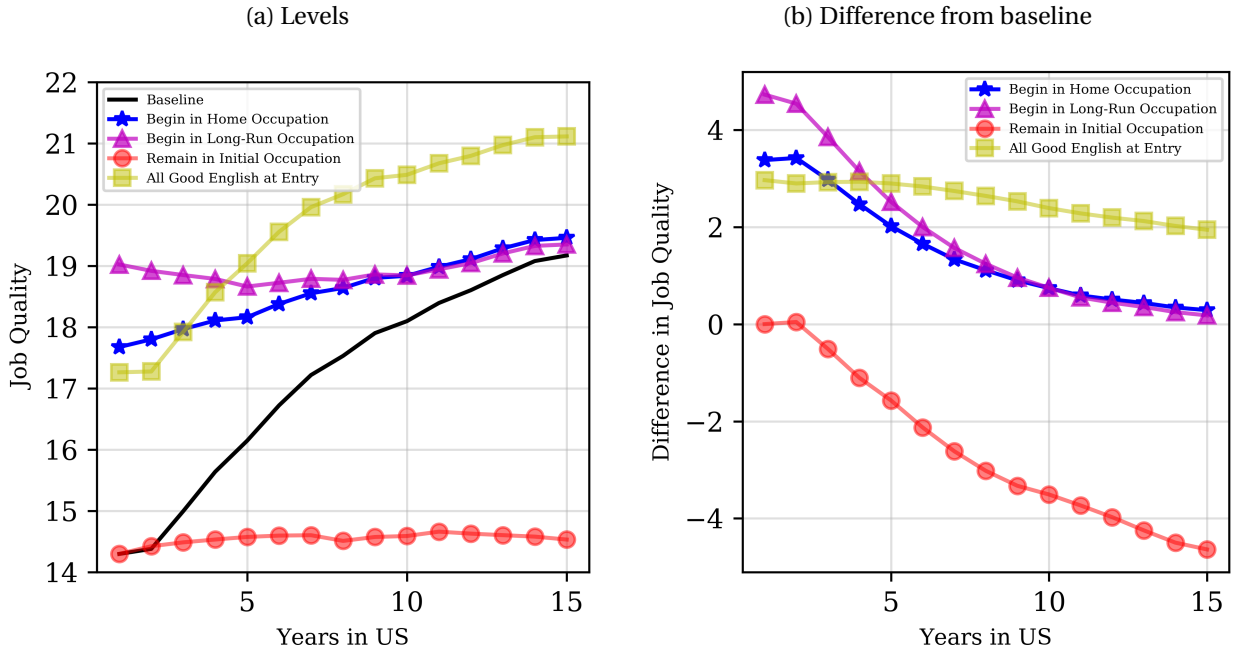 (a) Levels
Job Quality
22
21
20
19
18
17
16
15
14
Baseline
Begin in Home Occupation
Begin in Long-Run Occupation
Remain in Initial Occupation
All Good English at Entry
5
10
15
Years in US
(b) Difference from baseline
Difference in Job Quality
4
2
0
−2
−4
Begin in Home Occupation
Begin in Long-Run Occupation
Remain in Initial Occupation
All Good English at Entry
5
10
15
Years in US